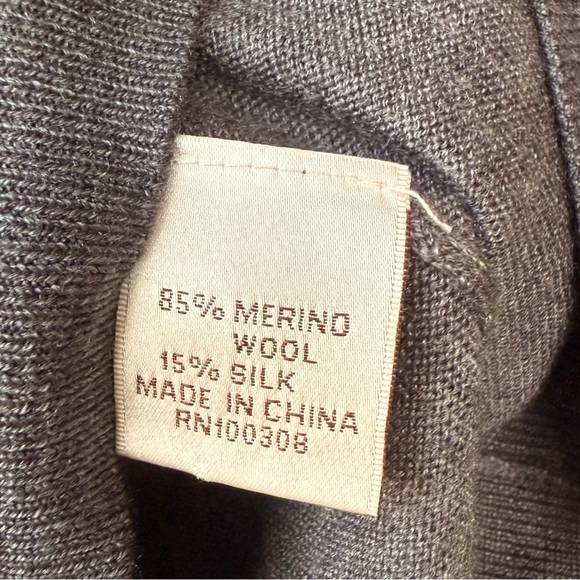 85% MERINO
WOOL
15% SILK
MADE IN CHINA
RN100308